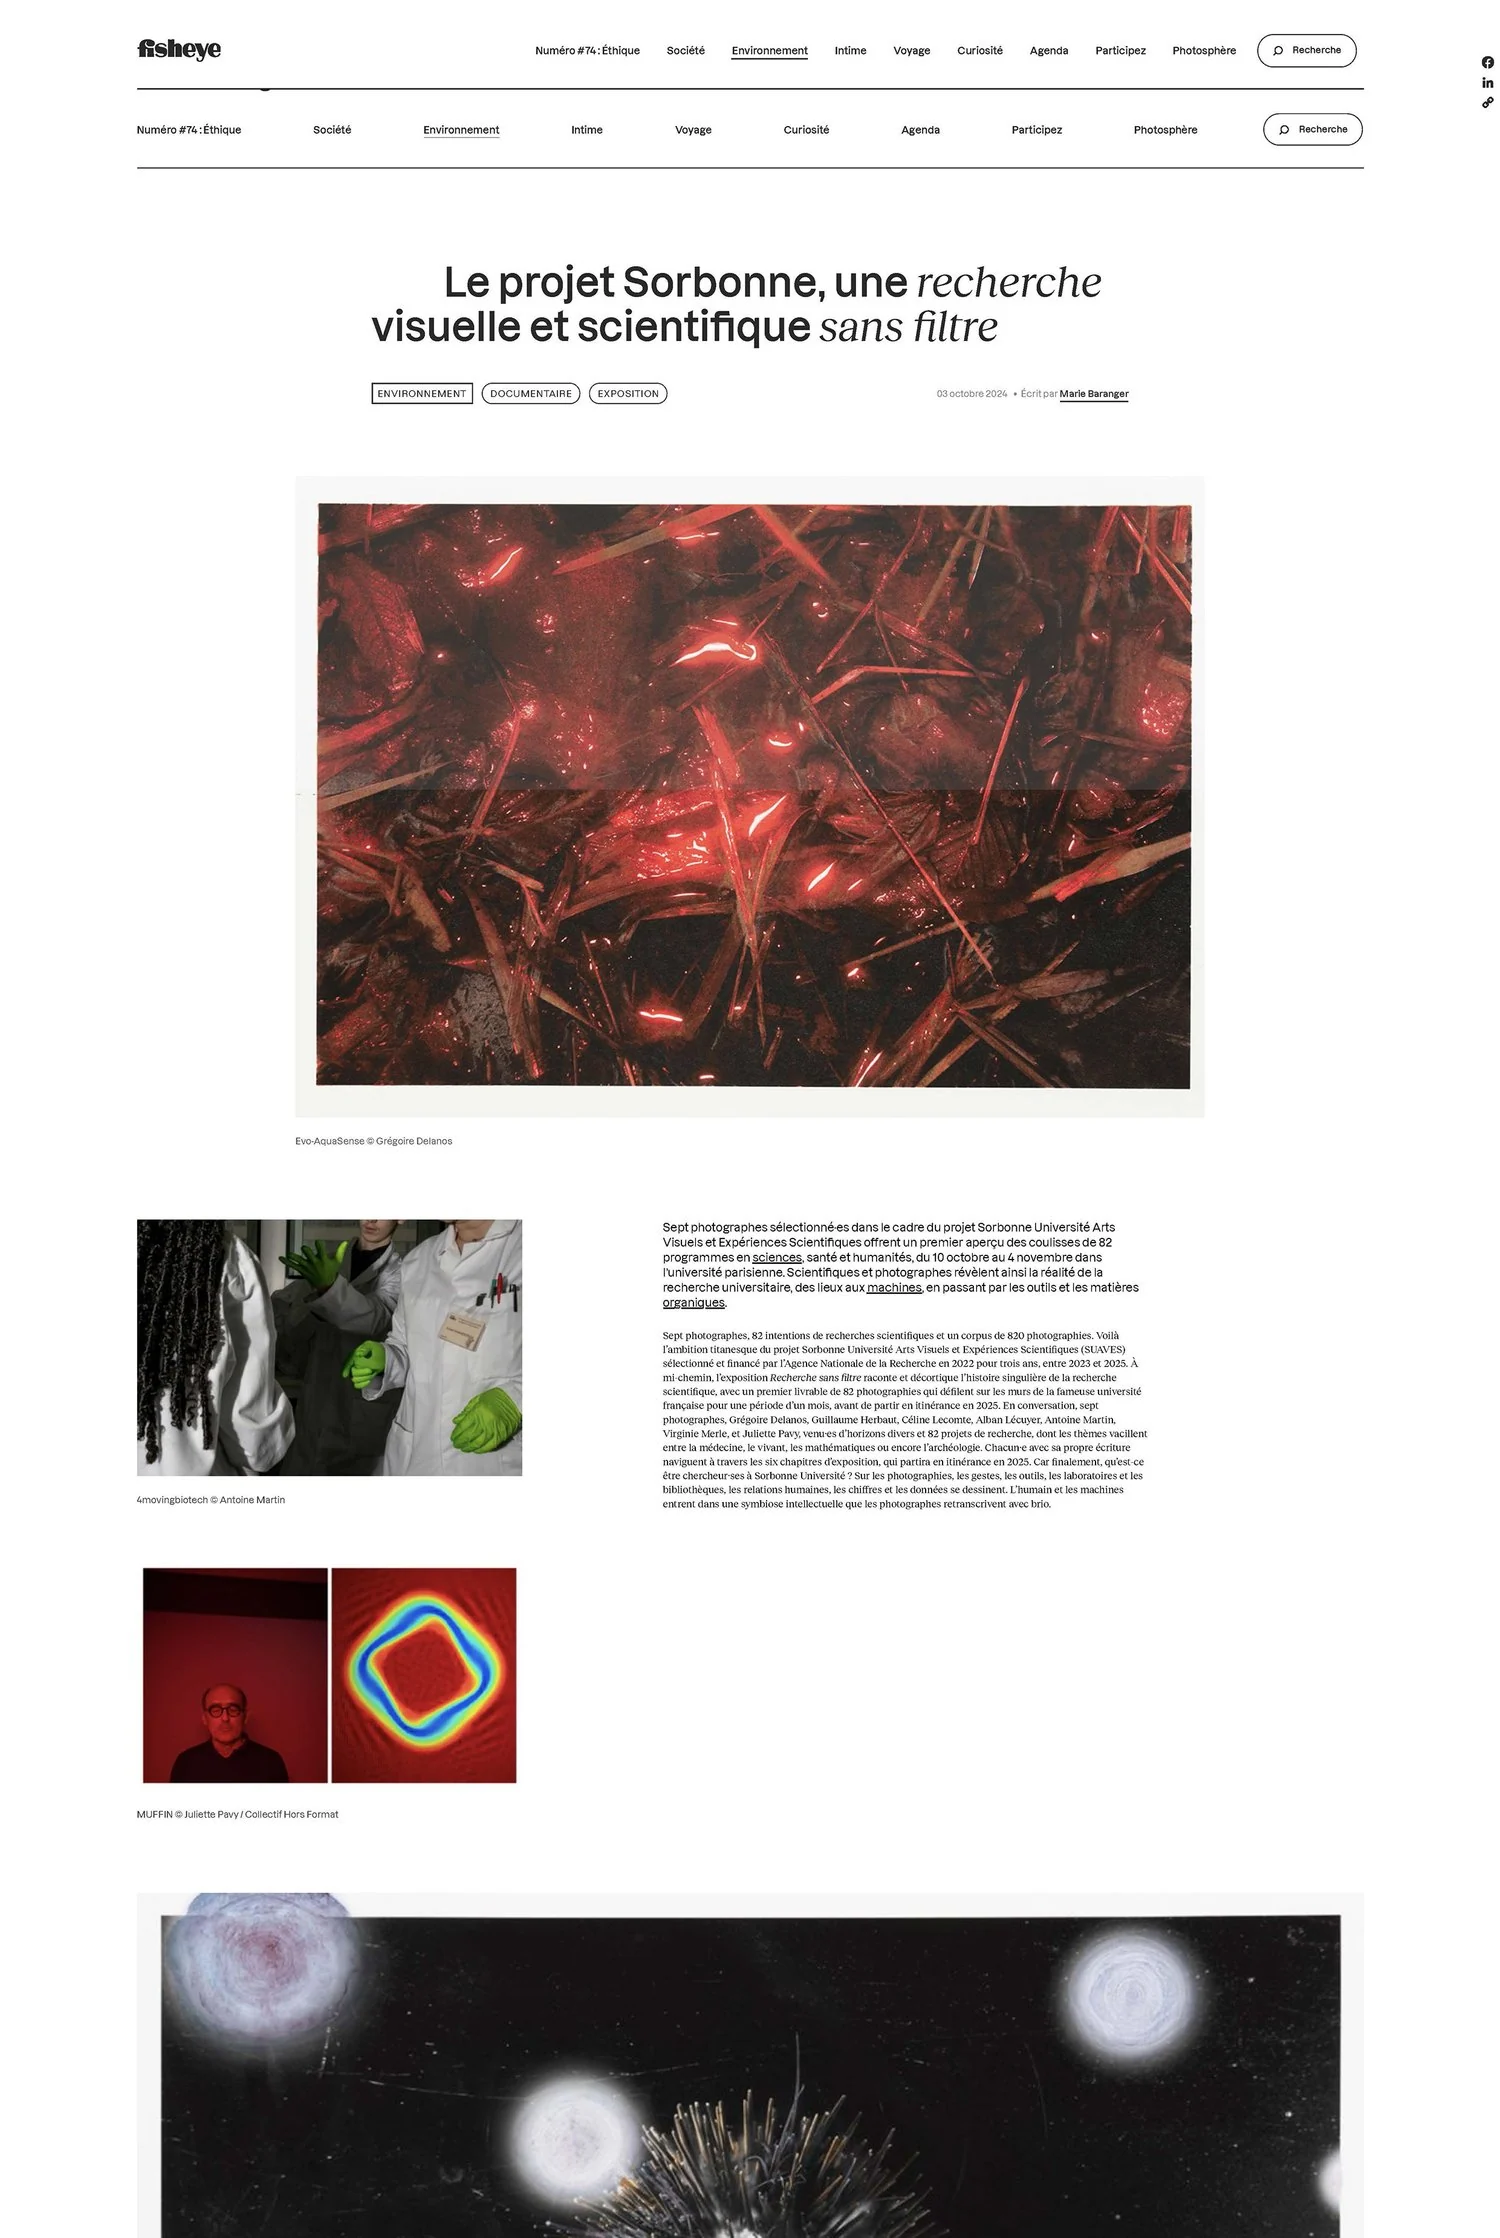 fisheye
Numéro #74 : Éthique Société Environnement Intime Voyage Curiosité Agenda Participez Photosphère Recherche
Numéro #74 : Éthique Société Environnement Intime Voyage Curiosité Agenda Participez Photosphère Recherche
Le projet Sorbonne, une recherche
visuelle et scientifique sans filtre
ENVIRONNEMENT DOCUMENTAIRE EXPOSITION 03 octobre 2024 • Écrit par Marie Baranger
Evo-AquaSense © Grégoire Delanos
Sept photographes sélectionné·es dans le cadre du projet Sorbonne Université Arts
Visuels et Expériences Scientifiques offrent un premier aperçu des coulisses de 82
programmes en sciences, santé et humanités, du 10 octobre au 4 novembre dans
l'université parisienne. Scientifiques et photographes révèlent ainsi la réalité de la
recherche universitaire, des lieux aux machines, en passant par les outils et les matières
organiques.
Sept photographes, 82 intentions de recherches scientifiques et un corpus de 820 photographies. Voilà
l'ambition titanesque du projet Sorbonne Université Arts Visuels et Expériences Scientifiques (SUAVES)
sélectionné et financé par l'Agence Nationale de la Recherche en 2022 pour trois ans, entre 2023 et 2025. À
mi-chemin, l'exposition Recherche sans filtre raconte et décortique l'histoire singulière de la recherche
scientifique, avec un premier livrable de 82 photographies qui défilent sur les murs de la fameuse université
française pour une période d'un mois, avant de partir en itinérance en 2025. En conversation, sept
photographes, Grégoire Delanos, Guillaume Herbaut, Céline Lecomte, Alban Lécuyer, Antoine Martin,
Virginie Merle, et Juliette Pavy, venu·es d'horizons divers et 82 projets de recherche, dont les thèmes vacillent
entre la médecine, le vivant, les mathématiques ou encore l'archéologie. Chacun·e avec sa propre écriture
naviguent à travers les six chapitres d'exposition, qui partira en itinérance en 2025. Car finalement, qu'est-ce
être chercheur·ses à Sorbonne Université ? Sur les photographies, les gestes, les outils, les laboratoires et les
bibliothèques, les relations humaines, les chiffres et les données se dessinent. L'humain et les machines
entrent dans une symbiose intellectuelle que les photographes retranscrivent avec brio.
4movingbiotech © Antoine Martin
MUFFIN © Juliette Pavy / Collectif Hors Format